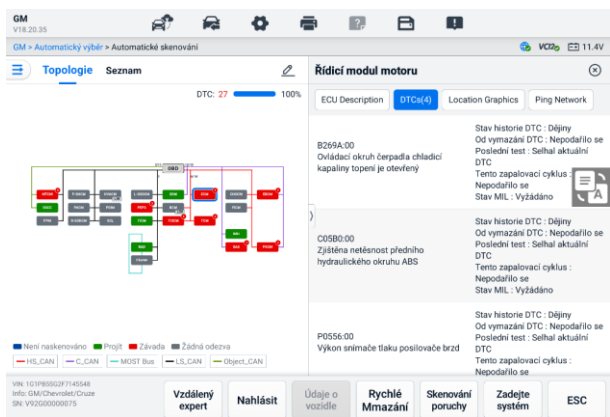 GM
V18.20.35
GM > Automatický výběr > Automatické skenování
VCI 11.4V
Topologie Seznam
DTC: 27 100%
OBD
Není naskenováno Projít Závada Žádná odezva
HS_CAN C_CAN MOST Bus LS_CAN Object_CAN
Řídicí modul motoru
ECU Description DTCs(4) Location Graphics Ping Network
B269A:00
Ovládací okruh čerpadla chladicí
kapaliny topení je otevřený
Stav historie DTC : Dějiny
Od vymazání DTC : Nepodařilo se
Poslední test : Selhal aktuální
DTC
Tento zapalovací cyklus :
Nepodařilo se
Stav MIL : Vyžádáno
C05B0:00
Zjištěna netěsnost předního
hydraulického okruhu ABS
Stav historie DTC : Dějiny
Od vymazání DTC : Nepodařilo se
Poslední test : Selhal aktuální
DTC
Tento zapalovací cyklus :
Nepodařilo se
Stav MIL : Vyžádáno
P0556:00
Výkon snímače tlaku posilovače brzd
Stav historie DTC : Dějiny
Od vymazání DTC : Nepodařilo se
Poslední test : Selhal aktuální
DTC
Tento zapalovací cyklus :
Nepodařilo se
A
VIN: 1G1PB5SG2F7145548
Info: GM/Chevrolet/Cruze
SN: V92G00000075
Vzdálený
expert
Nahlásit
Údaje o
vozidle
Rychlé
Mmazání
Skenování
poruchy
Zadejte
systém
ESC